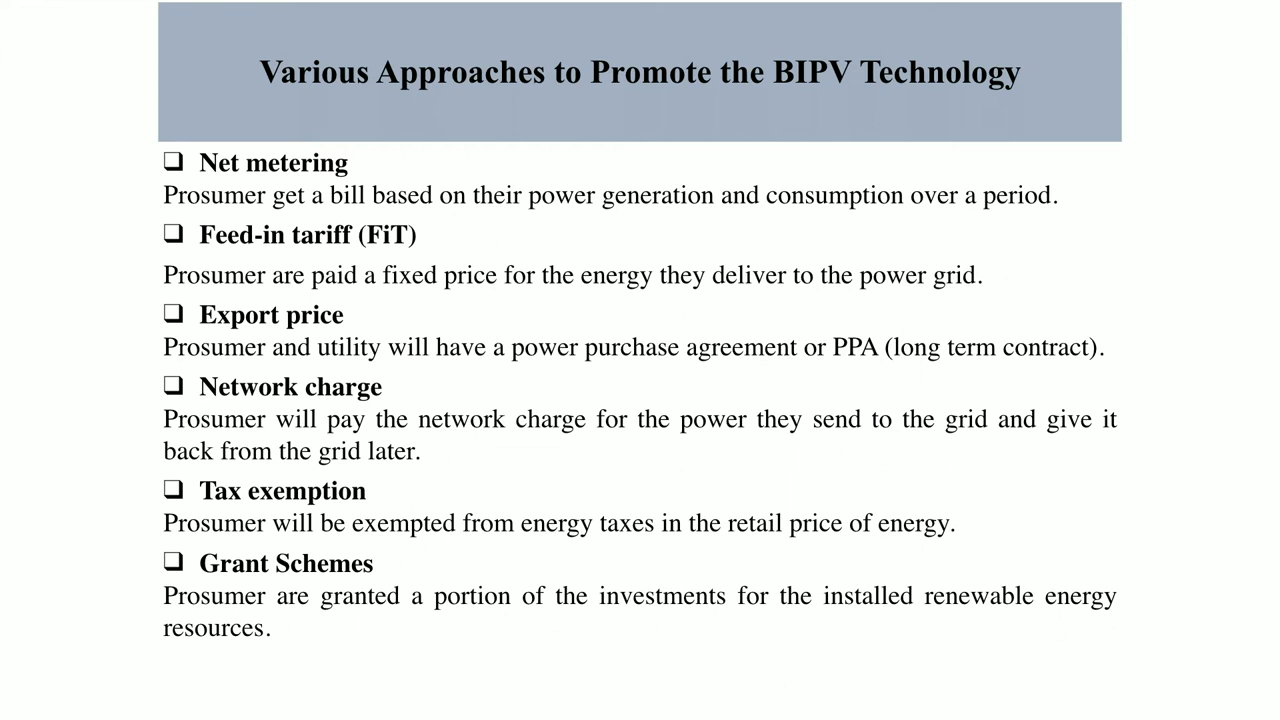 Various Approaches to Promote the BIPV Technology
❑ Net metering
Prosumer get a bill based on their power generation and consumption over a period.
❑ Feed-in tariff (FiT)
Prosumer are paid a fixed price for the energy they deliver to the power grid.
❑ Export price
Prosumer and utility will have a power purchase agreement or PPA (long term contract).
❑ Network charge
Prosumer will pay the network charge for the power they send to the grid and give it
back from the grid later.
❑ Tax exemption
Prosumer will be exempted from energy taxes in the retail price of energy.
❑ Grant Schemes
Prosumer are granted a portion of the investments for the installed renewable energy
resources.